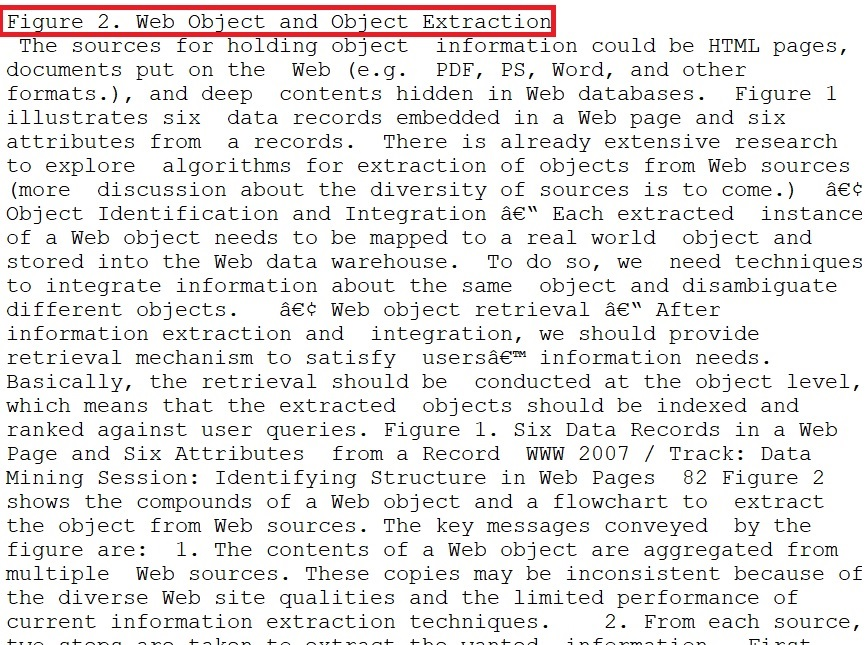 Figure 2. Web Object and Object Extraction
The sources for holding object  information could be HTML pages,
documents put on the  Web (e.g.  PDF, PS, Word, and other
formats.), and deep  contents hidden in Web databases.  Figure 1
illustrates six  data records embedded in a Web page and six
attributes from  a records.  There is already extensive research
to explore  algorithms for extraction of objects from Web sources
(more  discussion about the diversity of sources is to come.)  â€¢
Object Identification and Integration â€“ Each extracted  instance
of a Web object needs to be mapped to a real world  object and
stored into the Web data warehouse.  To do so, we  need techniques
to integrate information about the same  object and disambiguate
different objects.   â€¢ Web object retrieval â€“ After
information extraction and  integration, we should provide
retrieval mechanism to satisfy  usersâ€™ information needs.
Basically, the retrieval should be  conducted at the object level,
which means that the extracted  objects should be indexed and
ranked against user queries. Figure 1. Six Data Records in a Web
Page and Six Attributes  from a Record  WWW 2007 / Track: Data
Mining Session: Identifying Structure in Web Pages  82 Figure 2
shows the compounds of a Web object and a flowchart to  extract
the object from Web sources. The key messages conveyed  by the
figure are:  1. The contents of a Web object are aggregated from
multiple  Web sources. These copies may be inconsistent because of
the diverse Web site qualities and the limited performance of
current information extraction techniques.    2. From each source,
two steps are taken to extract the wanted  information.  First